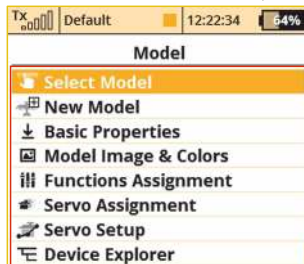 Tx Default 12:22:34 64%
Model
Select Model
New Model
Basic Properties
Model Image & Colors
Functions Assignment
Servo Assignment
Servo Setup
Device Explorer